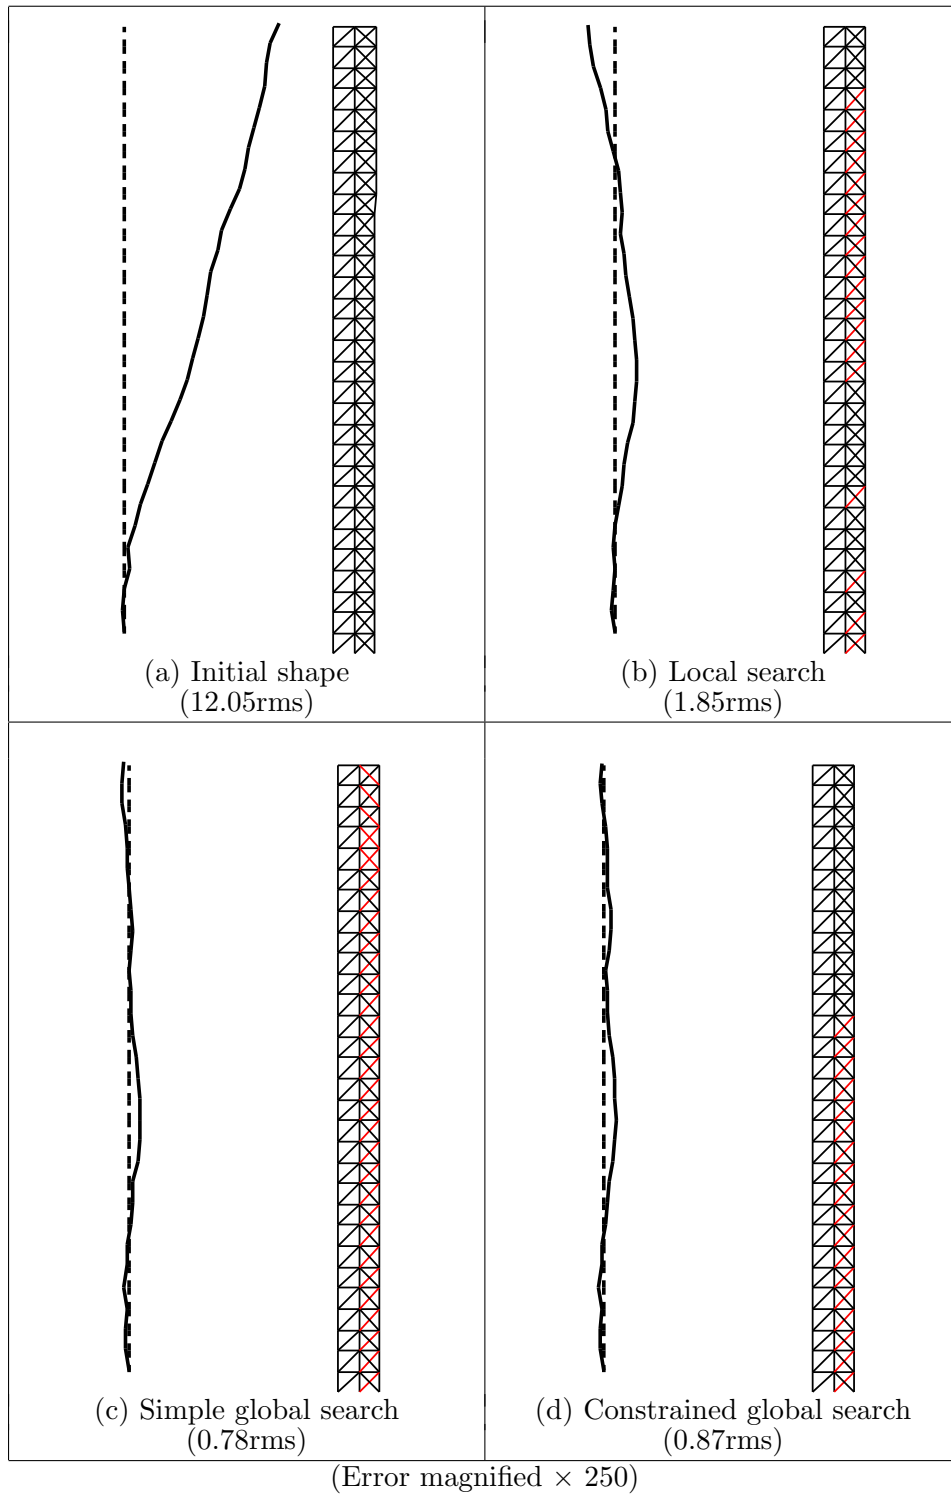 (a) Initial shape
(12.05rms)
(b) Local search
(1.85rms)
(c) Simple global search
(0.78rms)
(d) Constrained global search
(0.87rms)
(Error magnified × 250)